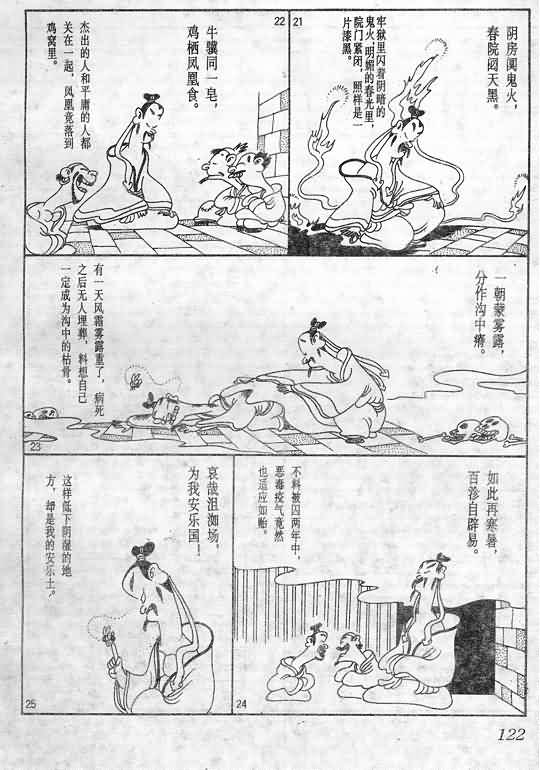 21
阴房阒鬼火，
春院闷天黑。
牢狱里闪着阴暗的
鬼火，明媚的春光里，
院门紧闭，照样是一
片漆黑。
22
牛骥同一皂，
鸡栖凤凰食。
杰出的人和平庸的人都
关在一起，凤凰竟落到
鸡窝里。
一朝蒙雾露，
分作沟中瘠。
有一天风霜雾露重了，病死
之后无人埋葬，料想自己
一定成为沟中的枯骨。
23
如此再寒暑，
百沴自辟易。
不料被囚两年中，
恶毒疫气竟然
也适应如贻。
24
哀哉沮洳场，
为我安乐国！
这样低下阴湿的地
方，却是我的安乐土。
25
122